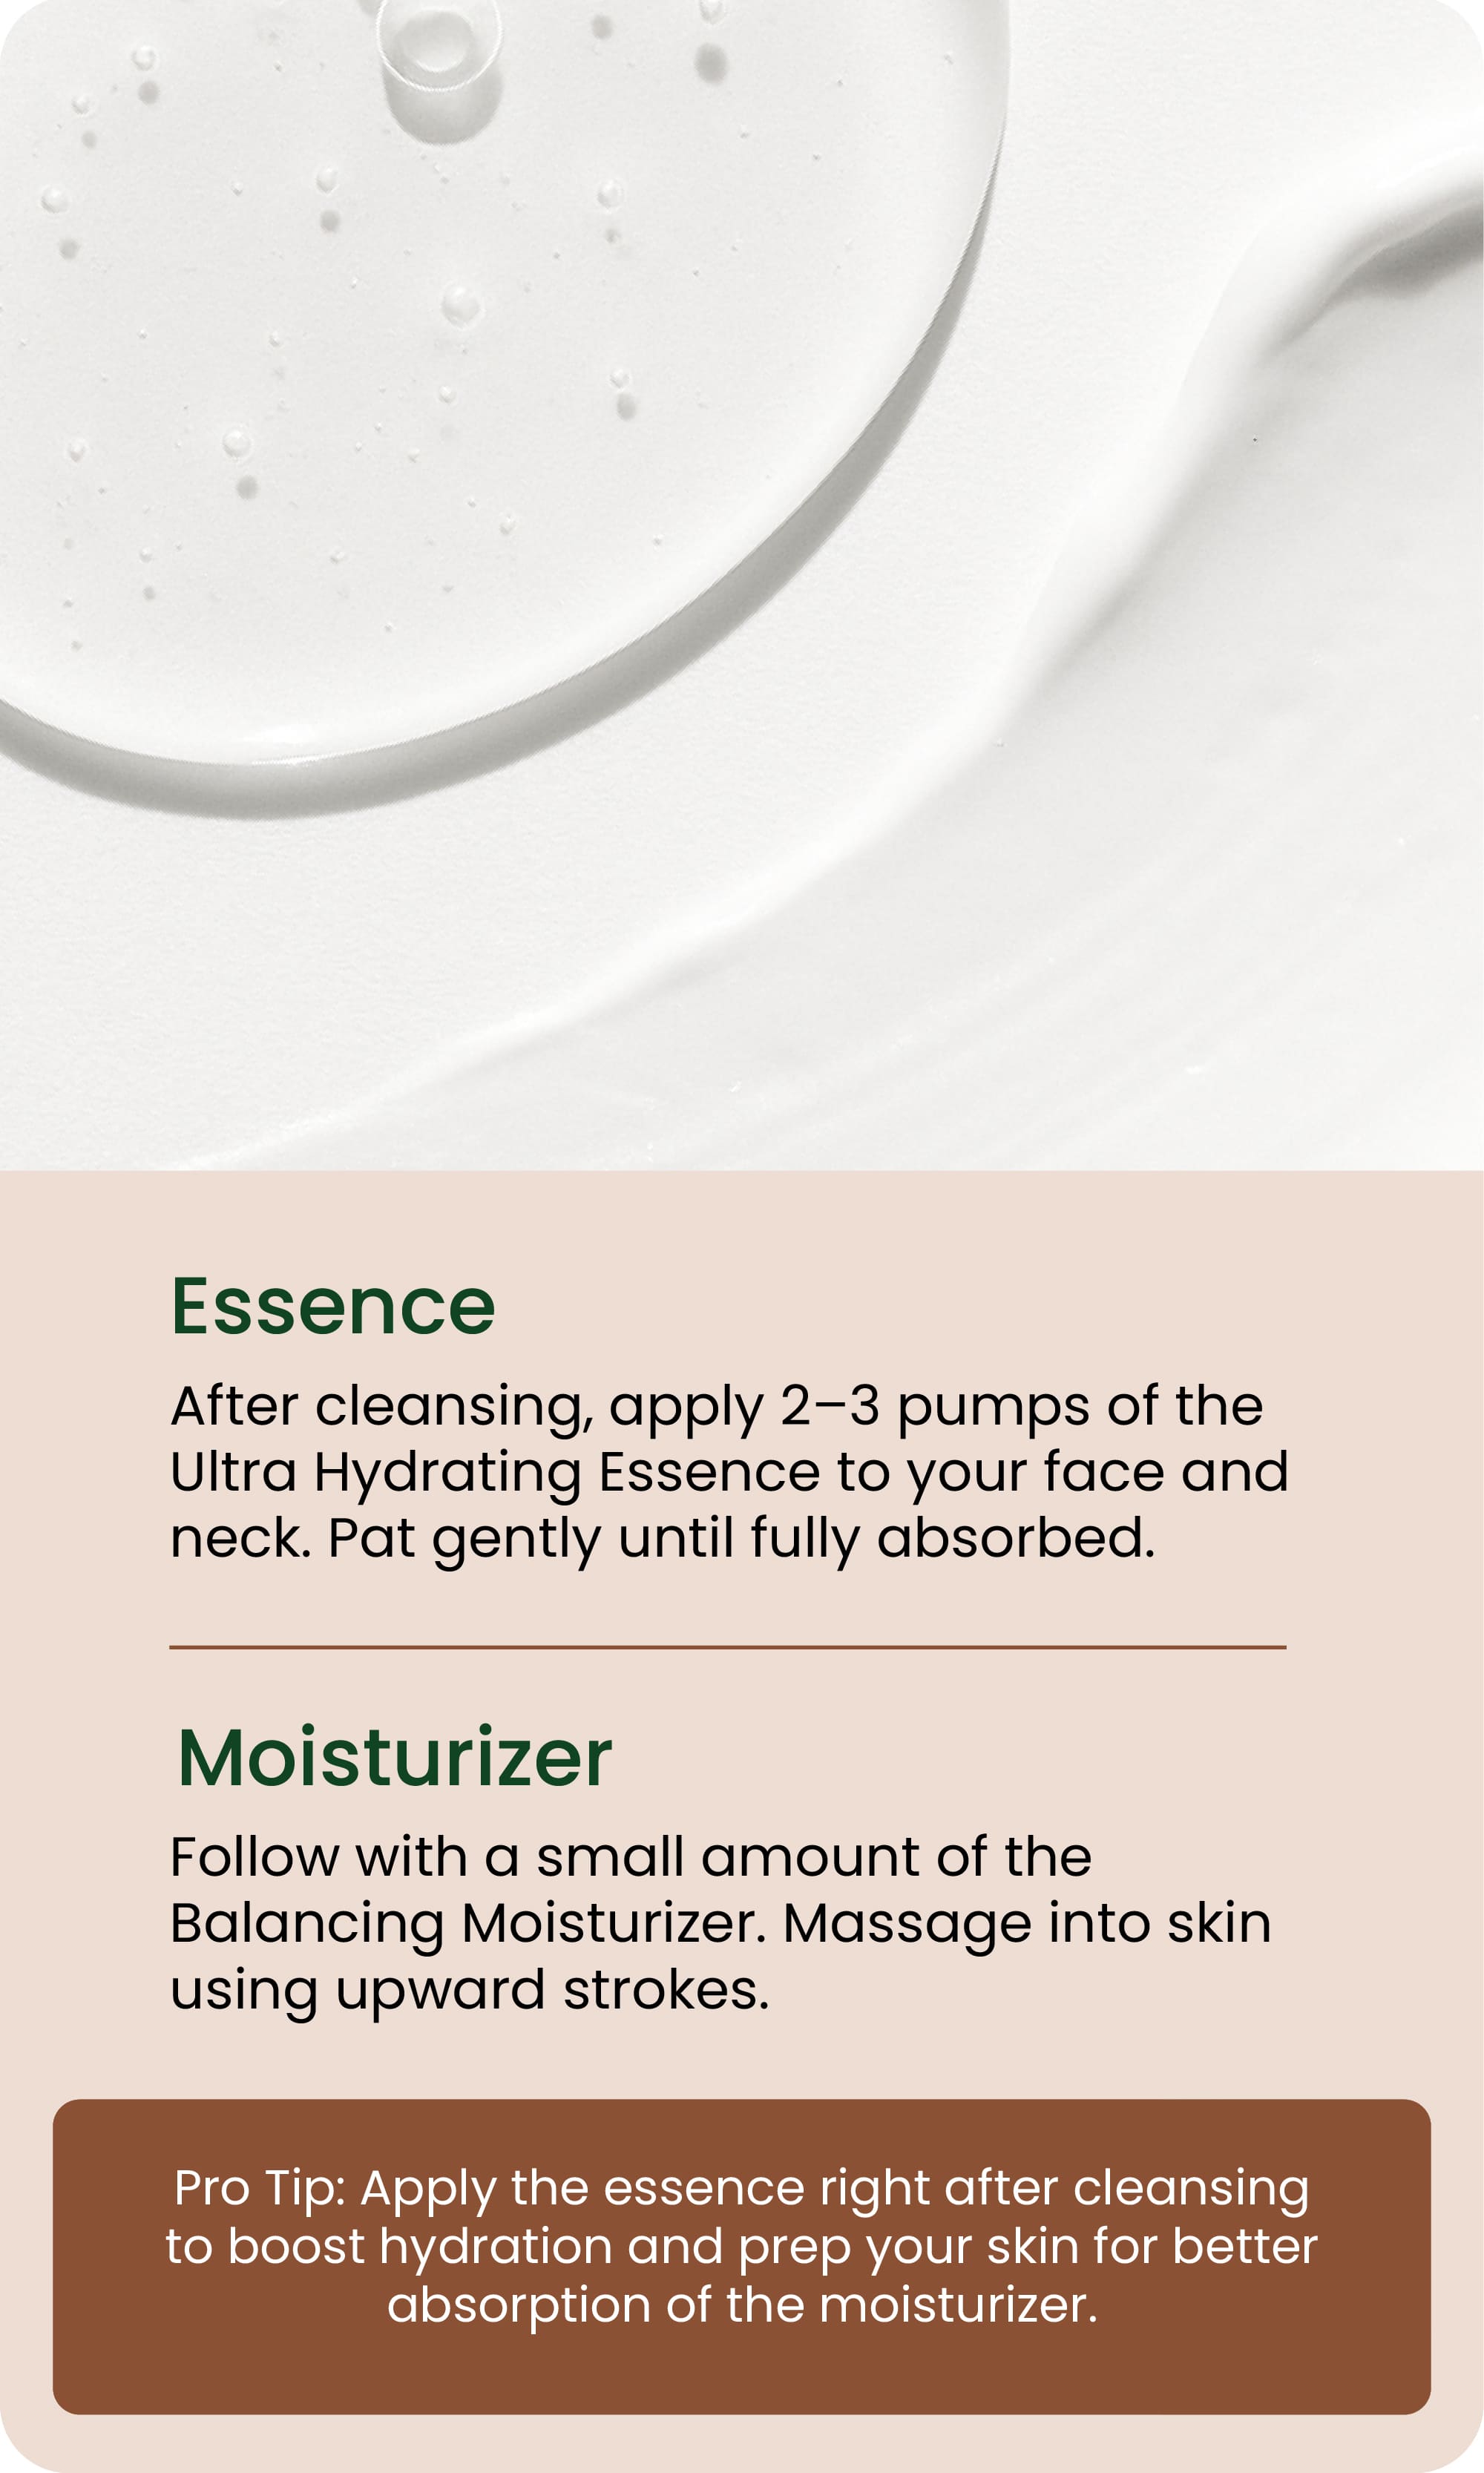 Essence
After cleansing, apply 2–3 pumps of the
Ultra Hydrating Essence to your face and
neck. Pat gently until fully absorbed.
Moisturizer
Follow with a small amount of the
Balancing Moisturizer. Massage into skin
using upward strokes.
Pro Tip: Apply the essence right after cleansing
to boost hydration and prep your skin for better
absorption of the moisturizer.